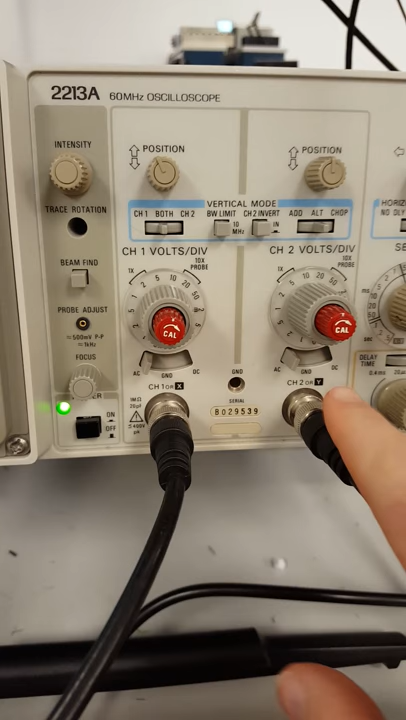 2213A 60MHz OSCILLOSCOPE
INTENSITY
POSITION
POSITION
TRACE ROTATION
VERTICAL MODE
CH 1 BOTH CH 2
BW LIMIT
CH 2 INVERT
ADD ALT CHOP
10 MHz
IN
HORIZ
NO DLY
BEAM FIND
CH 1 VOLTS/DIV
CH 2 VOLTS/DIV
1X
10X PROBE
1X
10X PROBE
PROBE ADJUST
≈500mV P-P
≈1kHz
CAL
CAL
FOCUS
AC GND DC
AC GND DC
DELAY TIME
CH 1 OR X
CH 2 OR Y
SERIAL
B029539
ON
OFF
1MΩ
20pF